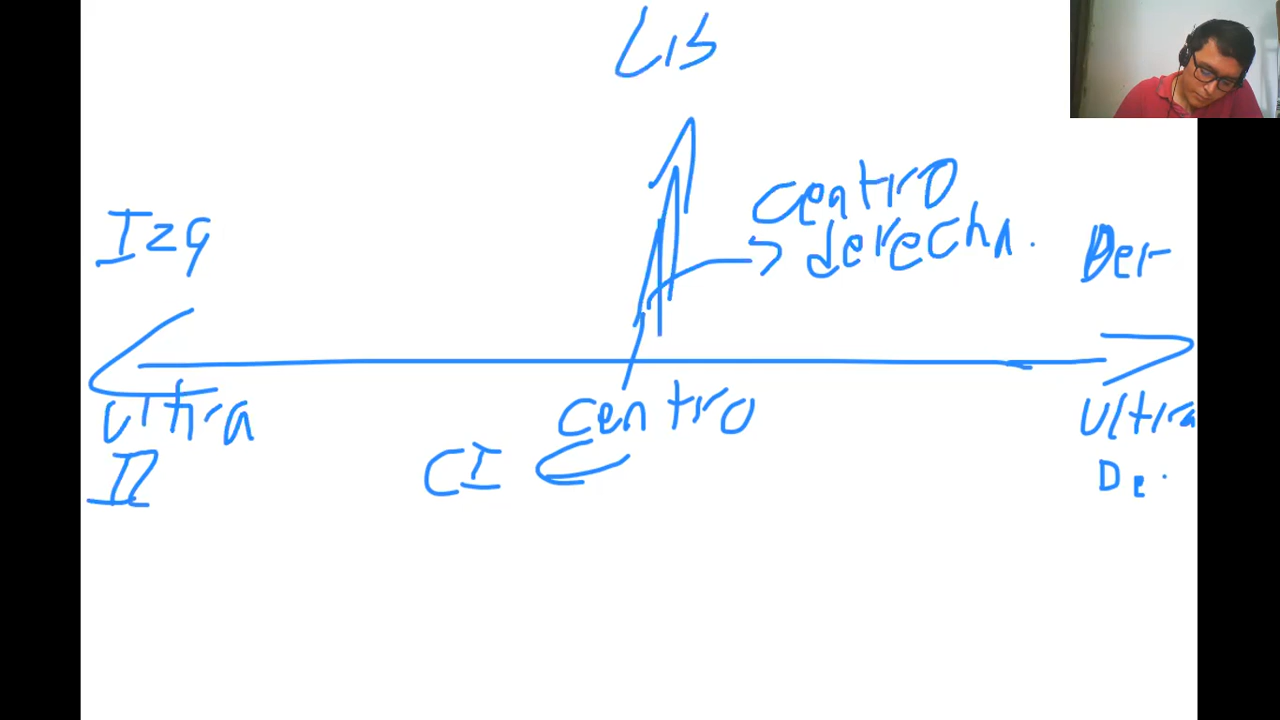 Lib
centro
derecha.
Izq
Der
ultra
Iz
centro
CI
Ultra
De.